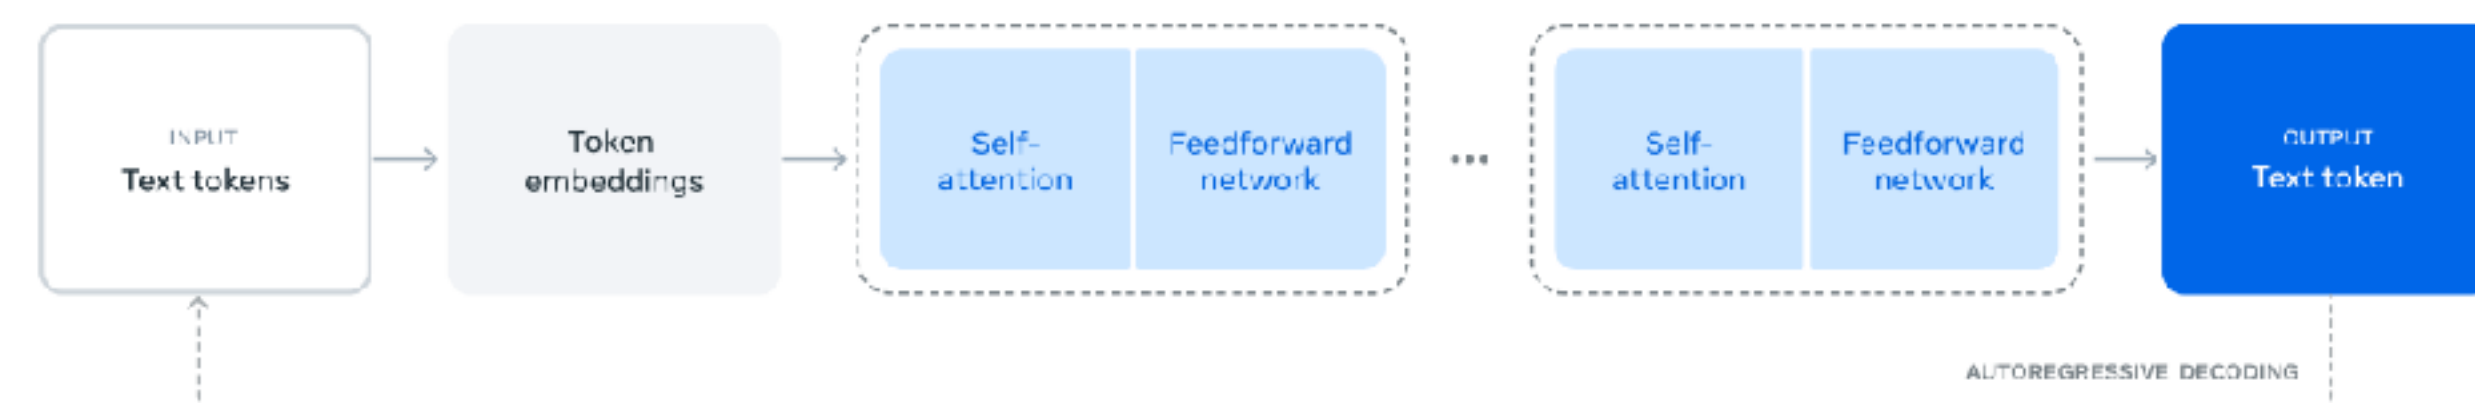 INPUT
Text tokens
Token
embeddings
Self-
attention
Feedforward
network
Self-
attention
Feedforward
network
OUTPUT
Text token
AUTOREGRESSIVE DECODING